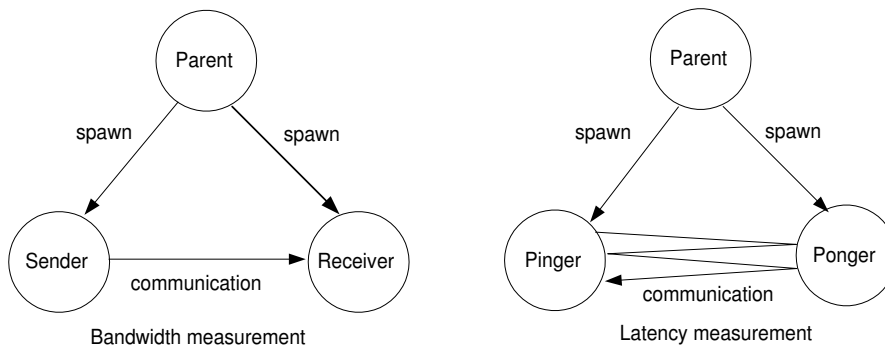 Parent
spawn
spawn
Sender
Receiver
communication
Bandwidth measurement
Parent
spawn
spawn
Pinger
Ponger
communication
Latency measurement